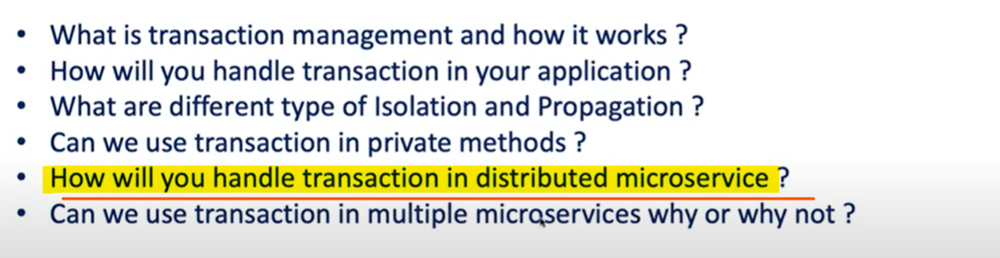 • What is transaction management and how it works ?
• How will you handle transaction in your application ?
• What are different type of Isolation and Propagation ?
• Can we use transaction in private methods ?
• How will you handle transaction in distributed microservice ?
• Can we use transaction in multiple microservices why or why not ?